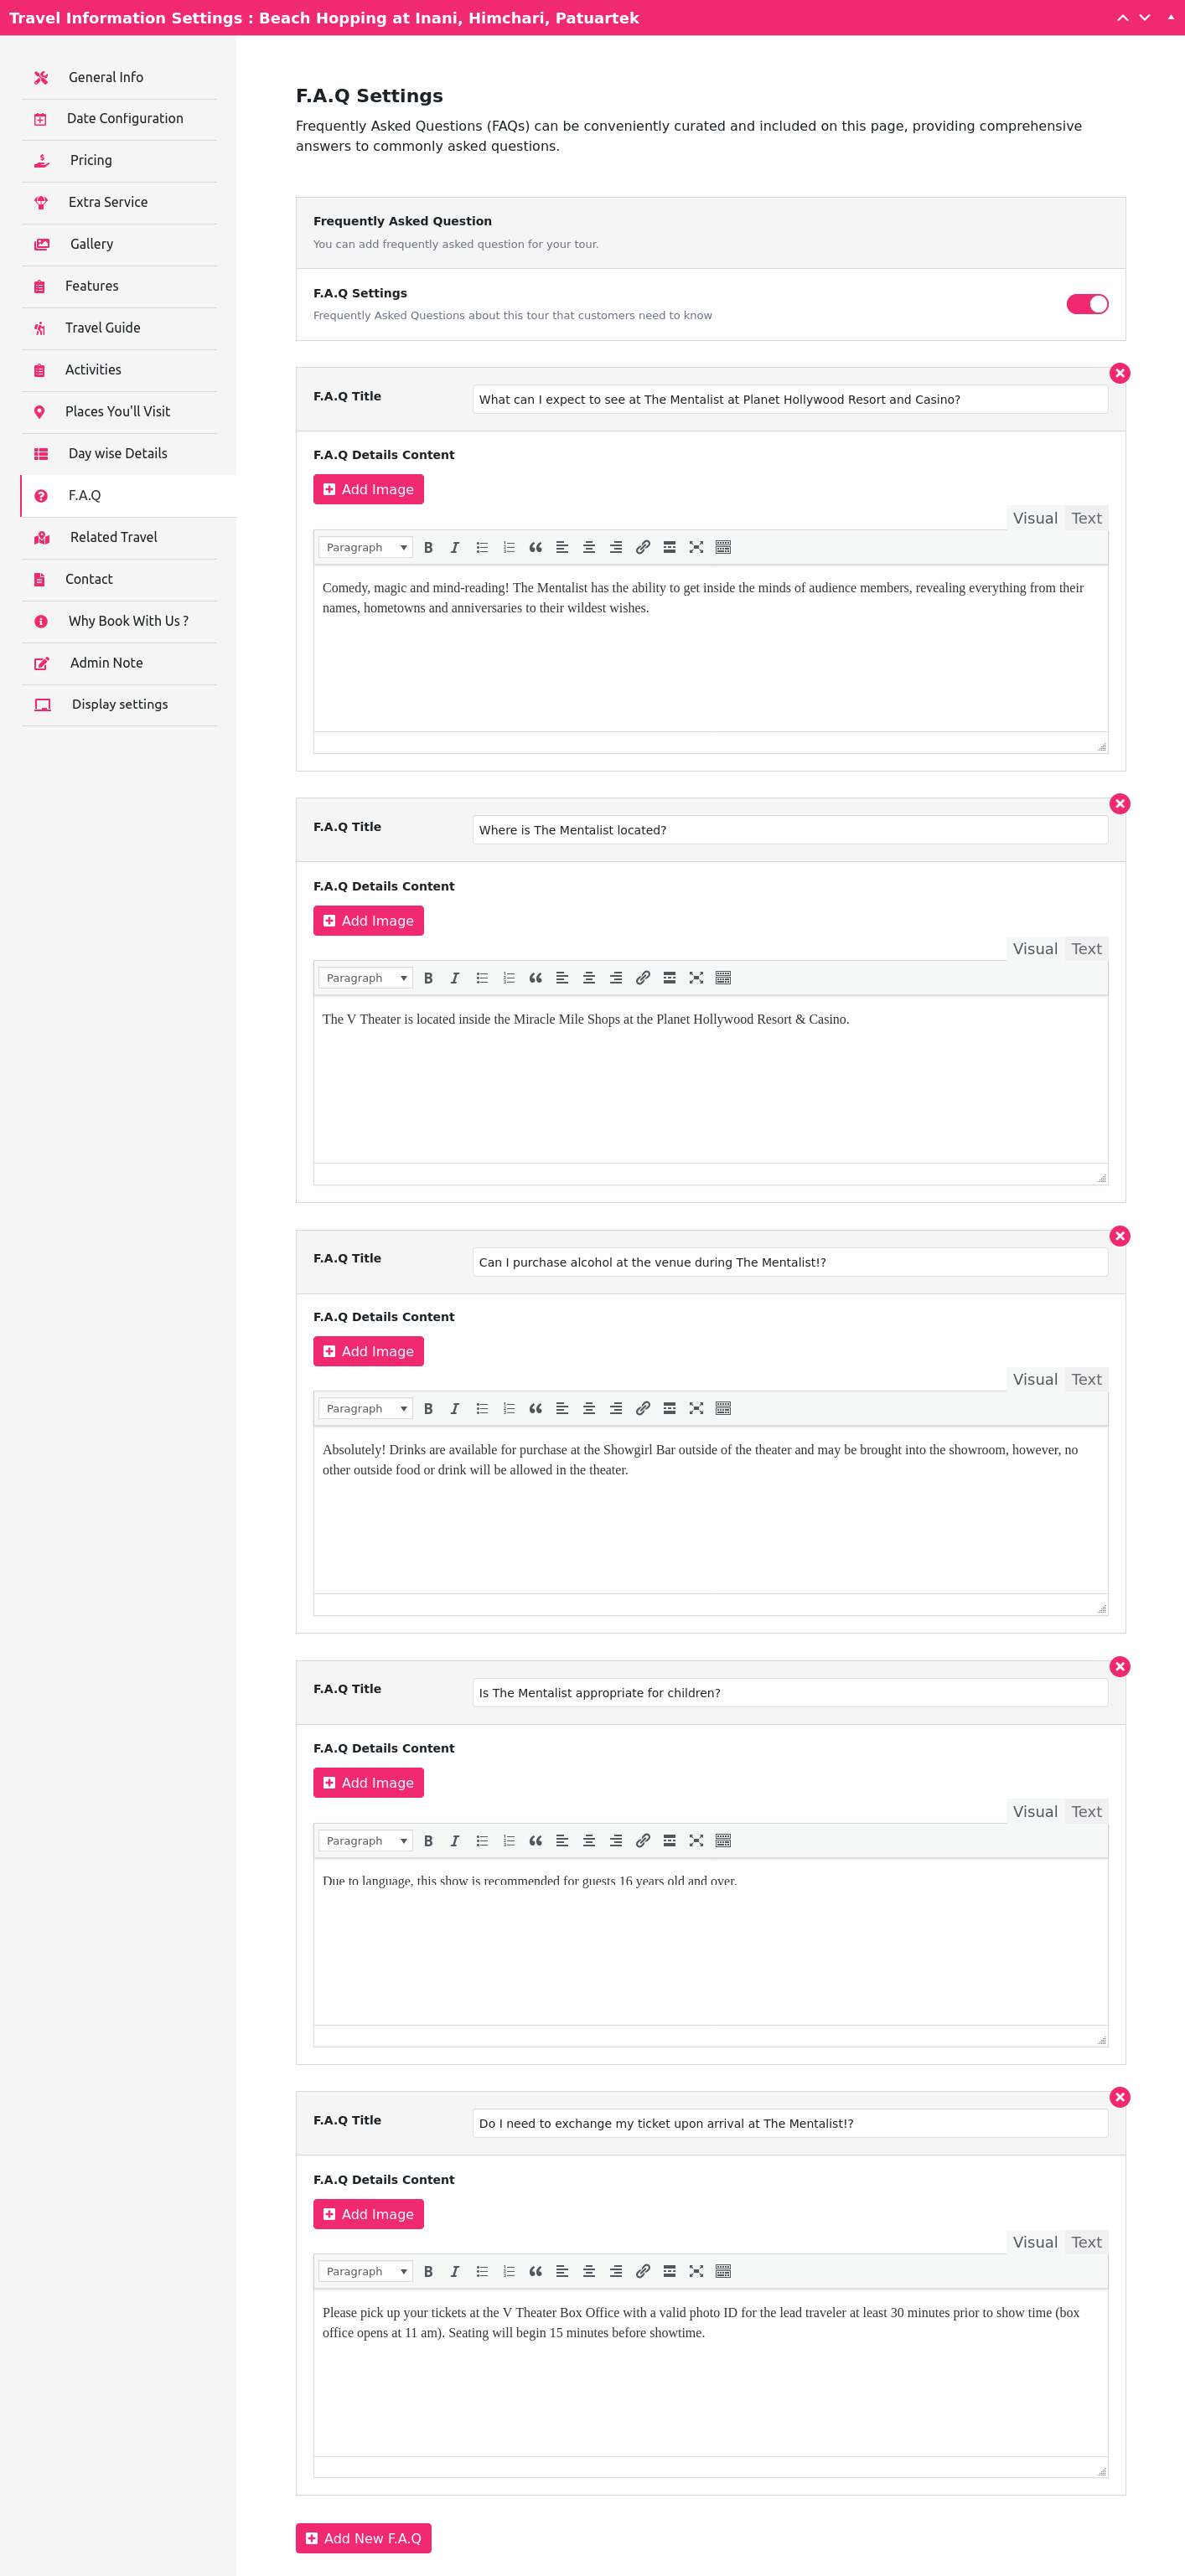 Travel Information Settings : Beach Hopping at Inani, Himchari, Patuartek
General Info
Date Configuration
Pricing
Extra Service
Gallery
Features
Travel Guide
Activities
Places You'll Visit
Day wise Details
F.A.Q
Related Travel
Contact
Why Book With Us ?
Admin Note
Display settings
F.A.Q Settings
Frequently Asked Questions (FAQs) can be conveniently curated and included on this page, providing comprehensive
answers to commonly asked questions.
Frequently Asked Question
You can add frequently asked question for your tour.
F.A.Q Settings
Frequently Asked Questions about this tour that customers need to know
F.A.Q Title
What can I expect to see at The Mentalist at Planet Hollywood Resort and Casino?
F.A.Q Details Content
Add Image
Visual Text
Paragraph
Comedy, magic and mind-reading! The Mentalist has the ability to get inside the minds of audience members, revealing everything from their
names, hometowns and anniversaries to their wildest wishes.
F.A.Q Title
Where is The Mentalist located?
F.A.Q Details Content
Add Image
Visual Text
Paragraph
The V Theater is located inside the Miracle Mile Shops at the Planet Hollywood Resort & Casino.
F.A.Q Title
Can I purchase alcohol at the venue during The Mentalist!?
F.A.Q Details Content
Add Image
Visual Text
Paragraph
Absolutely! Drinks are available for purchase at the Showgirl Bar outside of the theater and may be brought into the showroom, however, no
other outside food or drink will be allowed in the theater.
F.A.Q Title
Is The Mentalist appropriate for children?
F.A.Q Details Content
Add Image
Visual Text
Paragraph
Due to language, this show is recommended for guests 16 years old and over.
F.A.Q Title
Do I need to exchange my ticket upon arrival at The Mentalist!?
F.A.Q Details Content
Add Image
Visual Text
Paragraph
Please pick up your tickets at the V Theater Box Office with a valid photo ID for the lead traveler at least 30 minutes prior to show time (box
office opens at 11 am). Seating will begin 15 minutes before showtime.
Add New F.A.Q